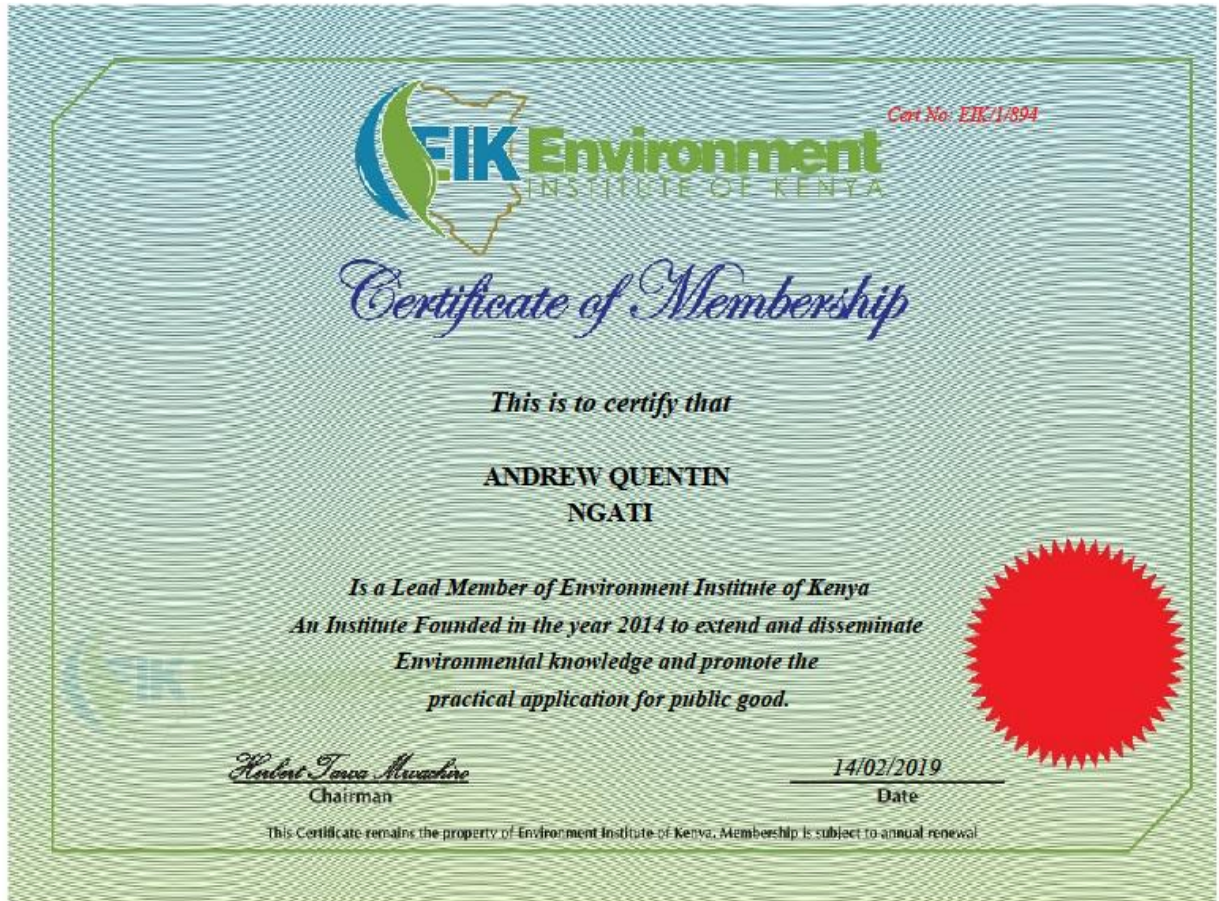 Cert No: EIK/1/894
EIK Environment
INSTITUTE OF KENYA
Certificate of Membership
This is to certify that
ANDREW QUENTIN
NGATI
Is a Lead Member of Environment Institute of Kenya
An Institute Founded in the year 2014 to extend and disseminate
Environmental knowledge and promote the
practical application for public good.
EIK
Herbert Tawa Mwachiro
14/02/2019
Chairman
Date
This Certificate remains the property of Environment Institute of Kenya. Membership is subject to annual renewal